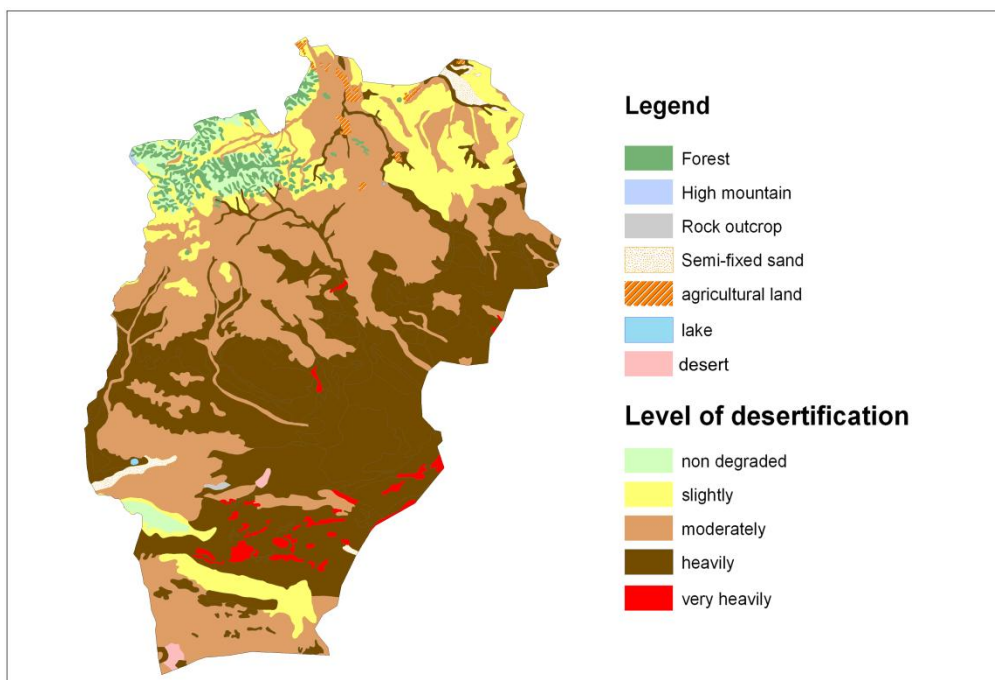 Legend
Forest
High mountain
Rock outcrop
Semi-fixed sand
agricultural land
lake
desert
Level of desertification
non degraded
slightly
moderately
heavily
very heavily